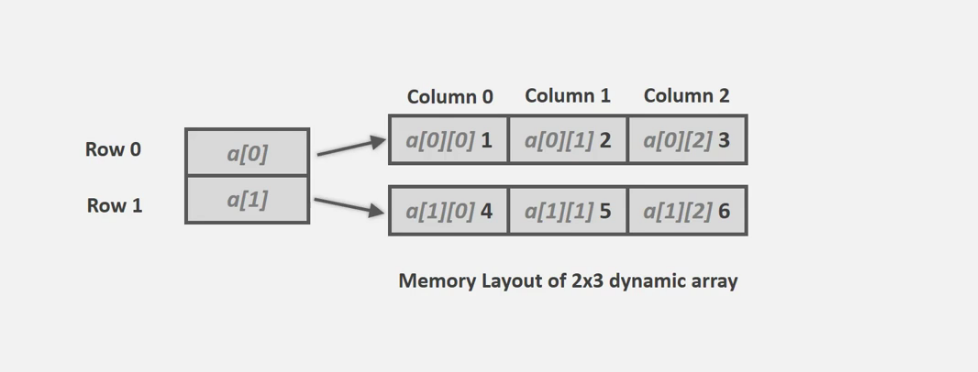 Column 0 Column 1 Column 2
Row 0 a[0] a[0][0] 1 a[0][1] 2 a[0][2] 3
Row 1 a[1] a[1][0] 4 a[1][1] 5 a[1][2] 6
Memory Layout of 2x3 dynamic array